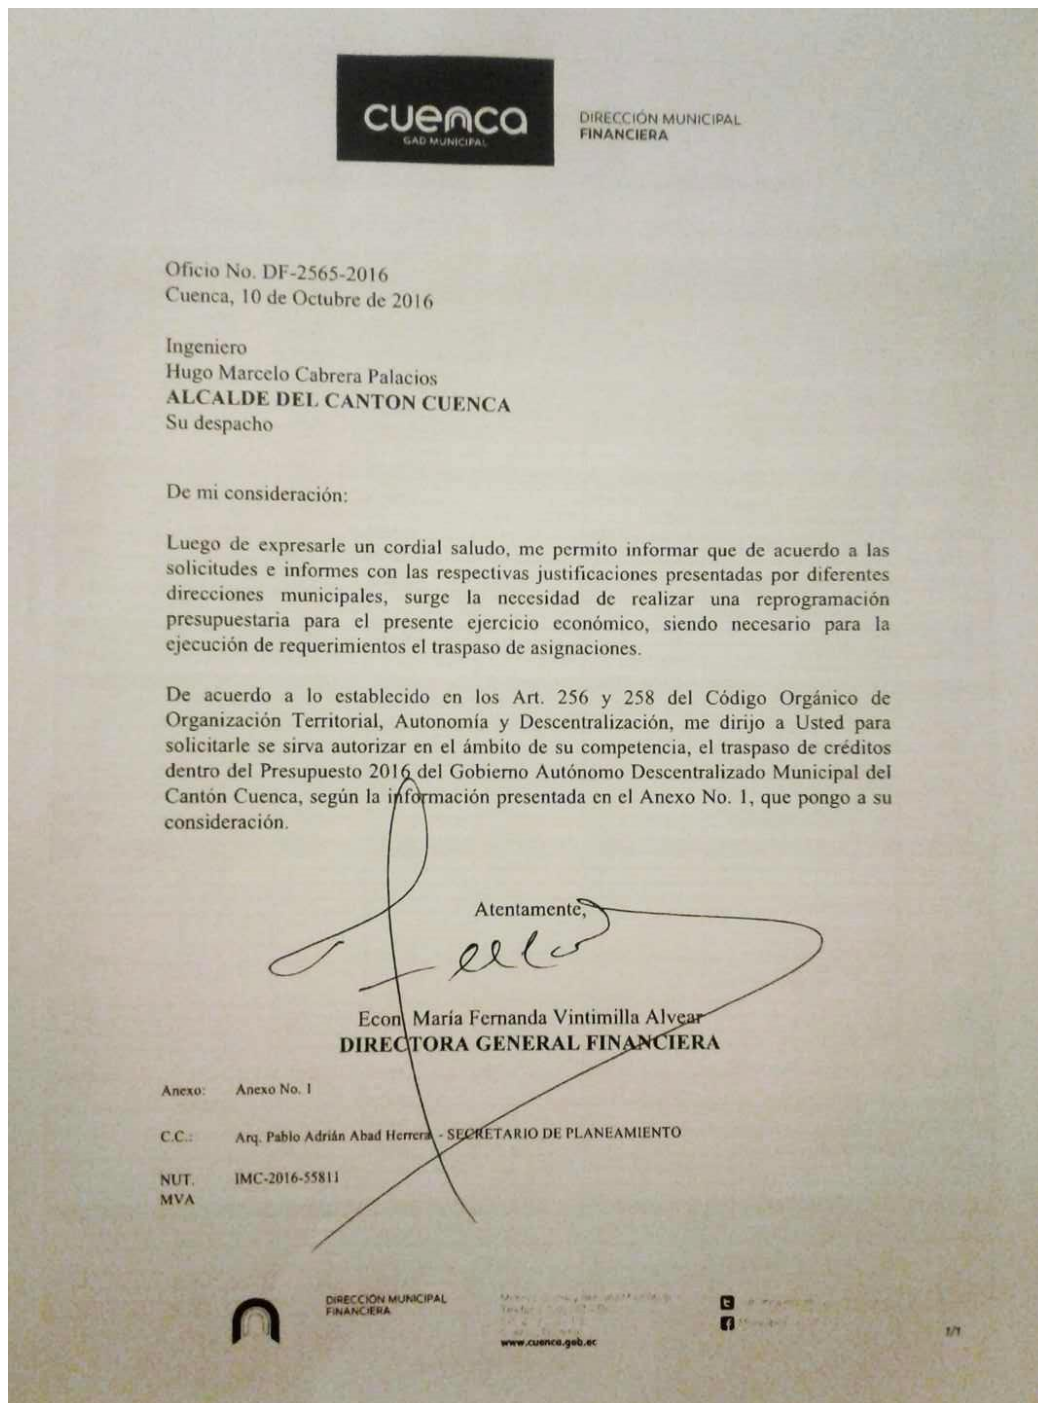 cuenca
GAD MUNICIPAL
DIRECCIÓN MUNICIPAL
FINANCIERA
Oficio No. DF-2565-2016
Cuenca, 10 de Octubre de 2016
Ingeniero
Hugo Marcelo Cabrera Palacios
ALCALDE DEL CANTON CUENCA
Su despacho
De mi consideración:
Luego de expresarle un cordial saludo, me permito informar que de acuerdo a las
solicitudes e informes con las respectivas justificaciones presentadas por diferentes
direcciones municipales, surge la necesidad de realizar una reprogramación
presupuestaria para el presente ejercicio económico, siendo necesario para la
ejecución de requerimientos el traspaso de asignaciones.
De acuerdo a lo establecido en los Art. 256 y 258 del Código Orgánico de
Organización Territorial, Autonomía y Descentralización, me dirijo a Usted para
solicitarle se sirva autorizar en el ámbito de su competencia, el traspaso de créditos
dentro del Presupuesto 2016 del Gobierno Autónomo Descentralizado Municipal del
Cantón Cuenca, según la información presentada en el Anexo No. 1, que pongo a su
consideración.
Atentamente,
Econ. María Fernanda Vintimilla Alvear
DIRECTORA GENERAL FINANCIERA
Anexo: Anexo No. 1
C.C.: Arq. Pablo Adrián Abad Herrera - SECRETARIO DE PLANEAMIENTO
NUT. IMC-2016-55811
MVA
DIRECCIÓN MUNICIPAL
FINANCIERA
www.cuenca.gob.ec
1/1